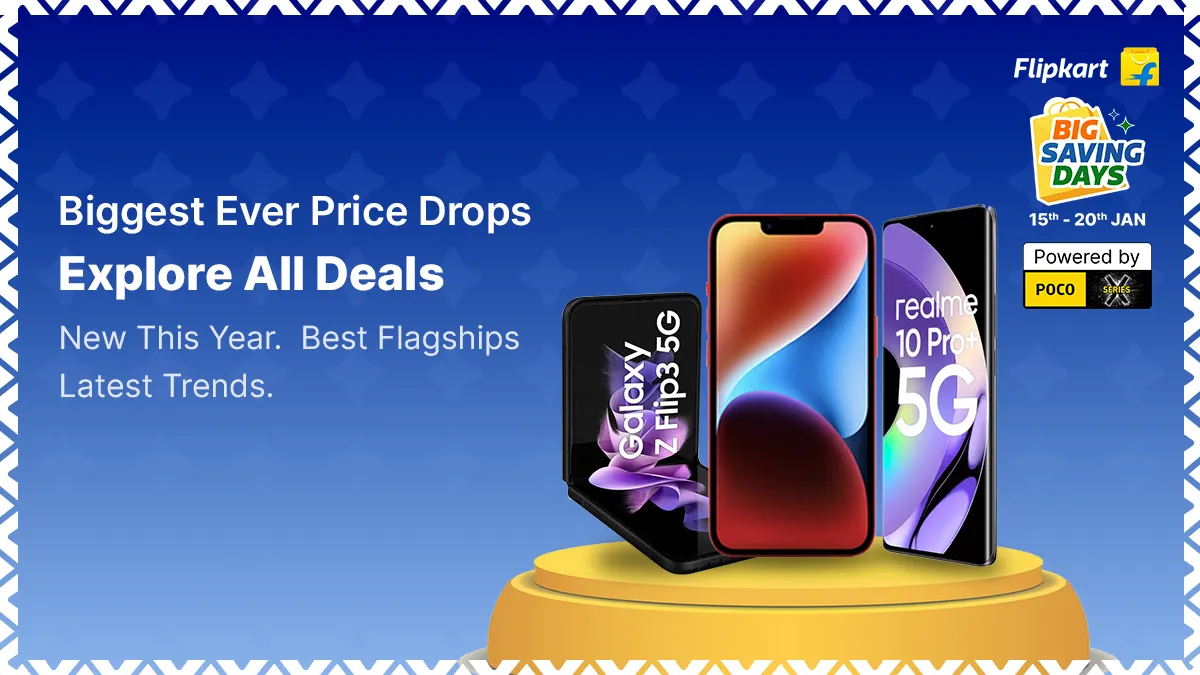 Flipkart
BIG
SAVING
DAYS
15th - 20th JAN
Powered by
POCO
X
SERIES
Biggest Ever Price Drops
Explore All Deals
New This Year.  Best Flagships
Latest Trends.
Galaxy
Z Flip3 5G
realme
10 Pro+
5G